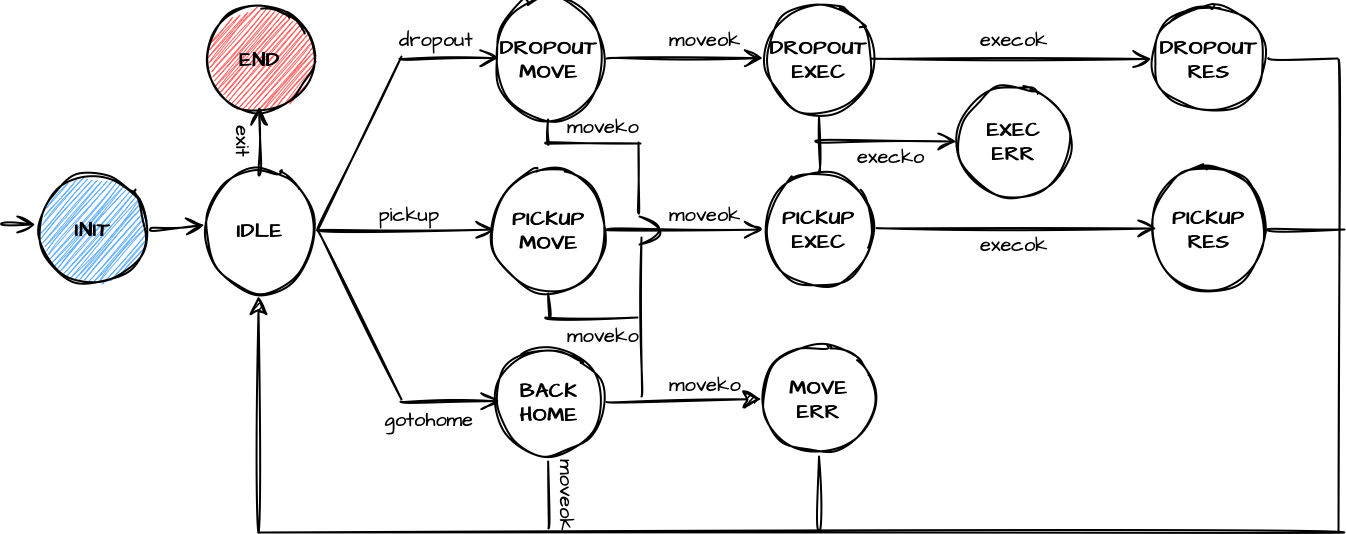 END
exit
INIT
IDLE
dropout
DROPOUT
MOVE
moveok
DROPOUT
EXEC
execok
DROPOUT
RES
moveko
EXEC
ERR
execko
pickup
PICKUP
MOVE
moveok
PICKUP
EXEC
execok
PICKUP
RES
moveko
gotohome
BACK
HOME
moveko
MOVE
ERR
moveok